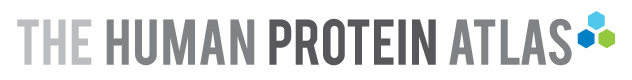 THE HUMAN PROTEIN ATLAS